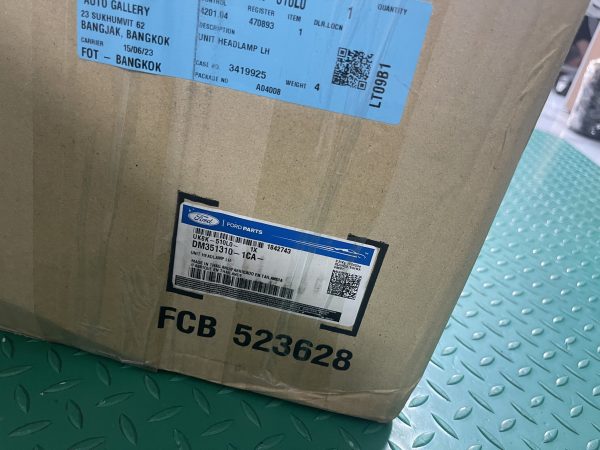 AUTO GALLERY
23 SUKHUMVIT 62
BANGJAK, BANGKOK
CARRIER 15/06/23
FOT - BANGKOK
CONTROL REGISTER ITEM DLR.LOCN QUANTITY
4201.04 470893 1 1
DESCRIPTION
UNIT HEADLAMP LH
CASE NO. 3419925 WEIGHT 4
PACKAGE NO A04008
LT09B1
Ford FORD PARTS
1X 1842743
DM351310-1CA-
UNIT HEADLAMP LH
FCB 523628